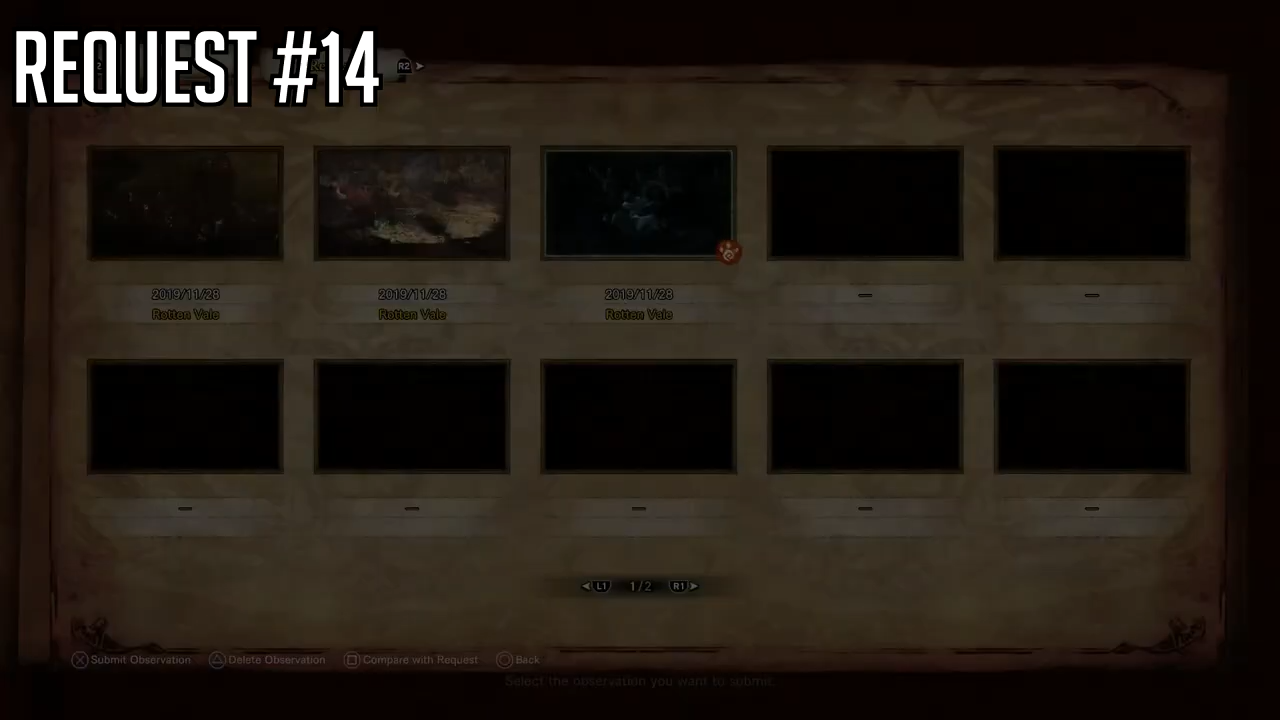 REQUEST #14
R2
2019/11/28
Rotten Vale
2019/11/28
Rotten Vale
2019/11/28
Rotten Vale
L1 1/2 R1
Submit Observation Delete Observation Compare with Request Back
Select the observation you want to submit.